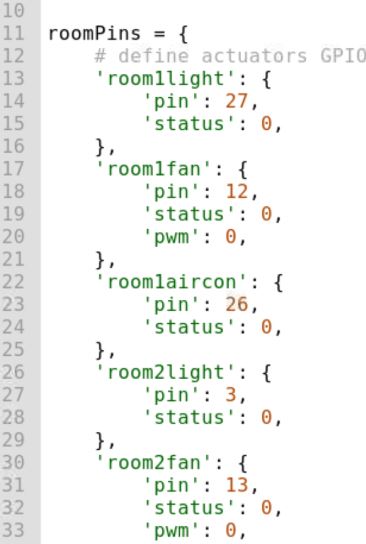 10
11 roomPins = {
12     # define actuators GPIO
13     'room1light': {
14         'pin': 27,
15         'status': 0,
16     },
17     'room1fan': {
18         'pin': 12,
19         'status': 0,
20         'pwm': 0,
21     },
22     'room1aircon': {
23         'pin': 26,
24         'status': 0,
25     },
26     'room2light': {
27         'pin': 3,
28         'status': 0,
29     },
30     'room2fan': {
31         'pin': 13,
32         'status': 0,
33         'pwm': 0,